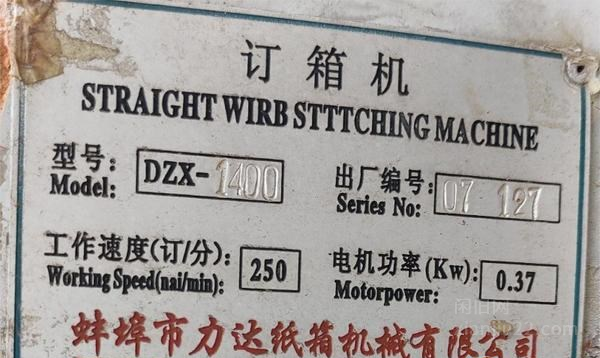 订箱机
STRAIGHT WIRB STTTCHING MACHINE
型号: DZX-1400 出厂编号: 07 127
Model: Series No:
工作速度(订/分): 250 电机功率(Kw): 0.37
Working Speed(nai/min): Motorpower:
蚌埠市力达纸箱机械有限公司